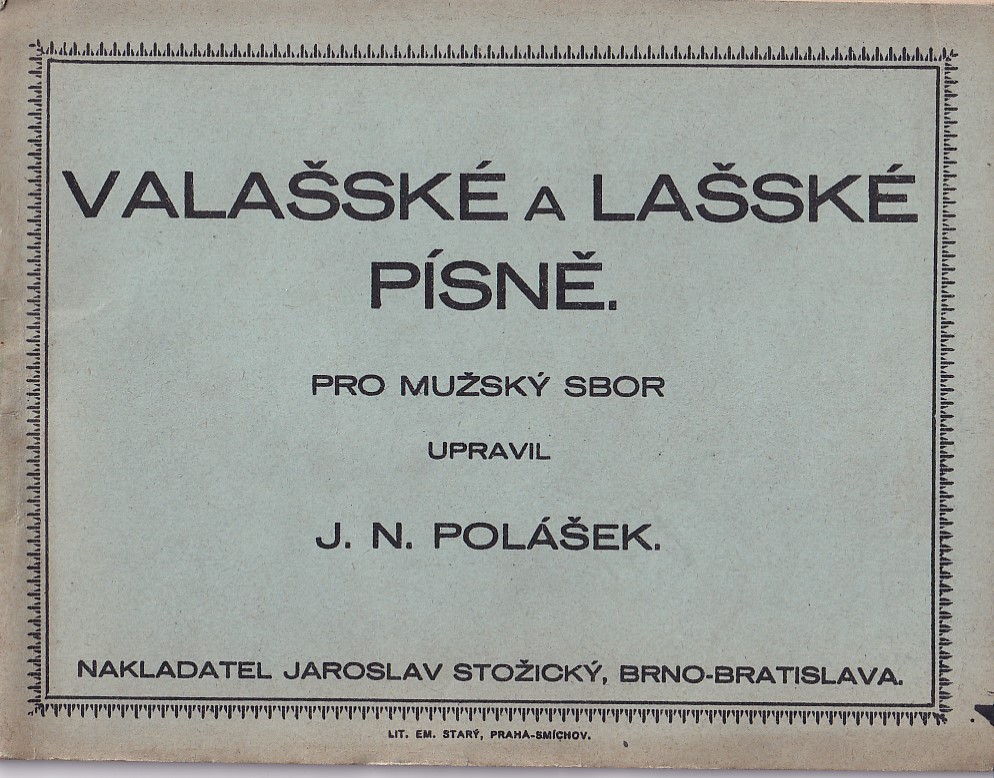 VALAŠSKÉ A LAŠSKÉ
PÍSNĚ.
PRO MUŽSKÝ SBOR
UPRAVIL
J. N. POLÁŠEK.
NAKLADATEL JAROSLAV STOŽICKÝ, BRNO-BRATISLAVA.
LIT. EM. STARÝ, PRAHA-SMÍCHOV.